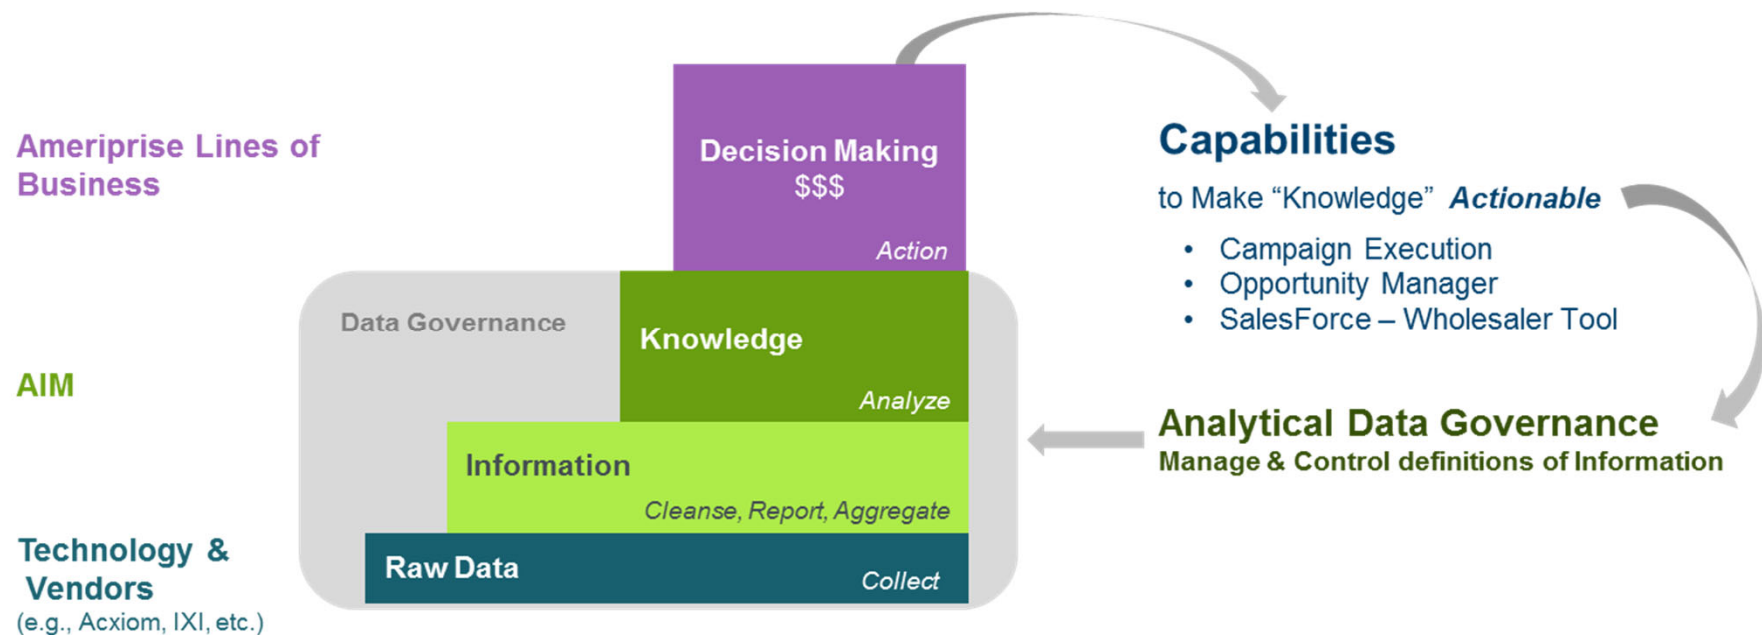 Ameriprise Lines of
Business
AIM
Technology &
Vendors
(e.g., Acxiom, IXI, etc.)
Decision Making
$$$
Action
Data Governance
Knowledge
Analyze
Information
Cleanse, Report, Aggregate
Raw Data
Collect
Capabilities
to Make “Knowledge” Actionable
• Campaign Execution
• Opportunity Manager
• SalesForce – Wholesaler Tool
Analytical Data Governance
Manage & Control definitions of Information